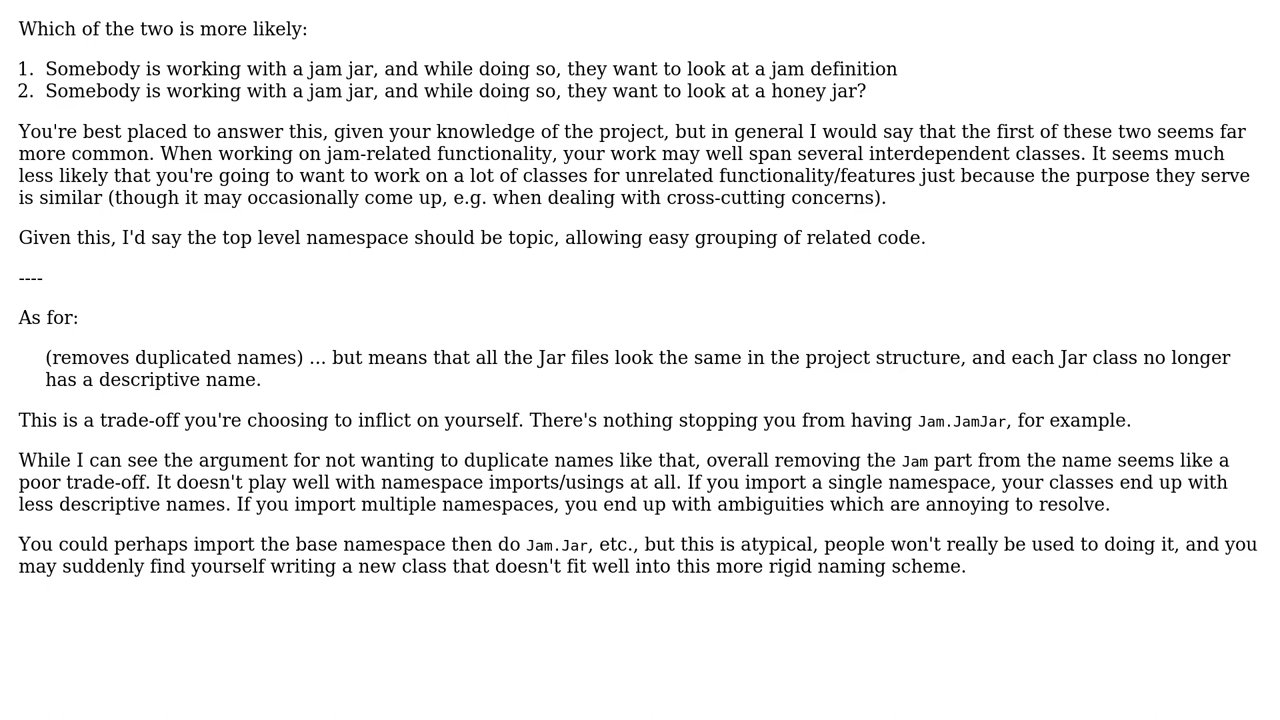 Which of the two is more likely:
1. Somebody is working with a jam jar, and while doing so, they want to look at a jam definition
2. Somebody is working with a jam jar, and while doing so, they want to look at a honey jar?
You're best placed to answer this, given your knowledge of the project, but in general I would say that the first of these two seems far
more common. When working on jam-related functionality, your work may well span several interdependent classes. It seems much
less likely that you're going to want to work on a lot of classes for unrelated functionality/features just because the purpose they serve
is similar (though it may occasionally come up, e.g. when dealing with cross-cutting concerns).
Given this, I'd say the top level namespace should be topic, allowing easy grouping of related code.
----
As for:
(removes duplicated names) ... but means that all the Jar files look the same in the project structure, and each Jar class no longer
has a descriptive name.
This is a trade-off you're choosing to inflict on yourself. There's nothing stopping you from having Jam.JamJar, for example.
While I can see the argument for not wanting to duplicate names like that, overall removing the Jam part from the name seems like a
poor trade-off. It doesn't play well with namespace imports/usings at all. If you import a single namespace, your classes end up with
less descriptive names. If you import multiple namespaces, you end up with ambiguities which are annoying to resolve.
You could perhaps import the base namespace then do Jam.Jar, etc., but this is atypical, people won't really be used to doing it, and you
may suddenly find yourself writing a new class that doesn't fit well into this more rigid naming scheme.